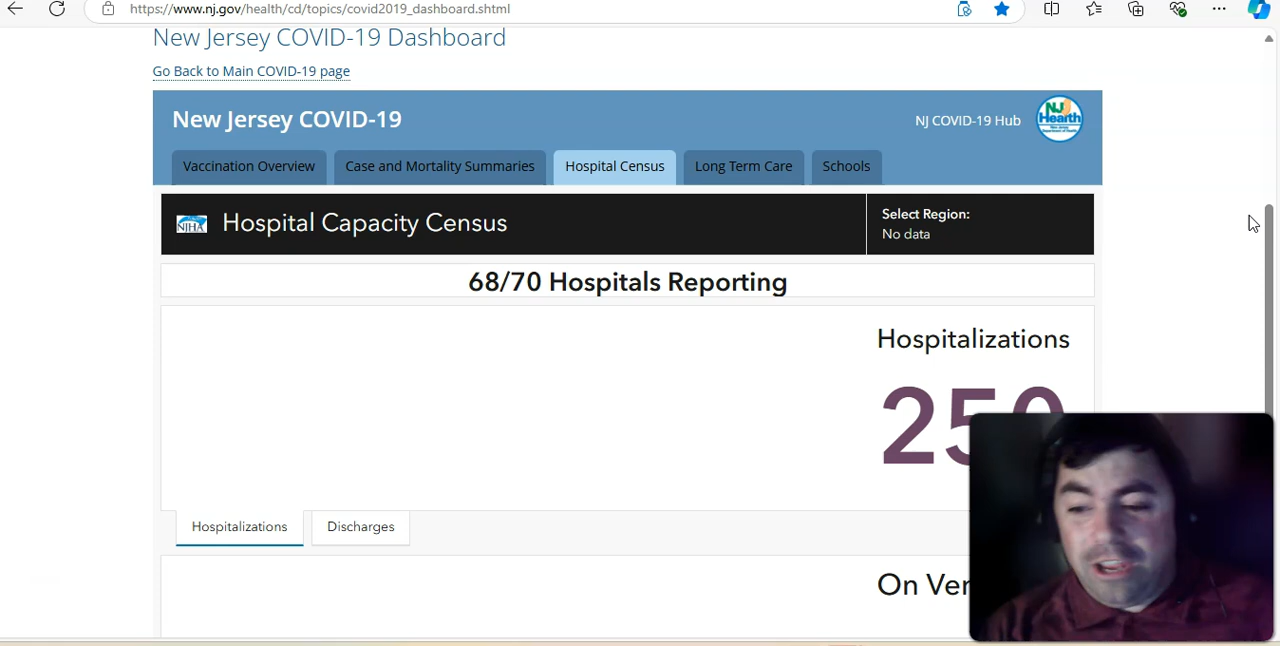 https://www.nj.gov/health/cd/topics/covid2019_dashboard.shtml
New Jersey COVID-19 Dashboard
Go Back to Main COVID-19 page
New Jersey COVID-19
NJ COVID-19 Hub
NJ Health
Vaccination Overview
Case and Mortality Summaries
Hospital Census
Long Term Care
Schools
NJHA
Hospital Capacity Census
Select Region:
No data
68/70 Hospitals Reporting
Hospitalizations
Hospitalizations
Discharges
On